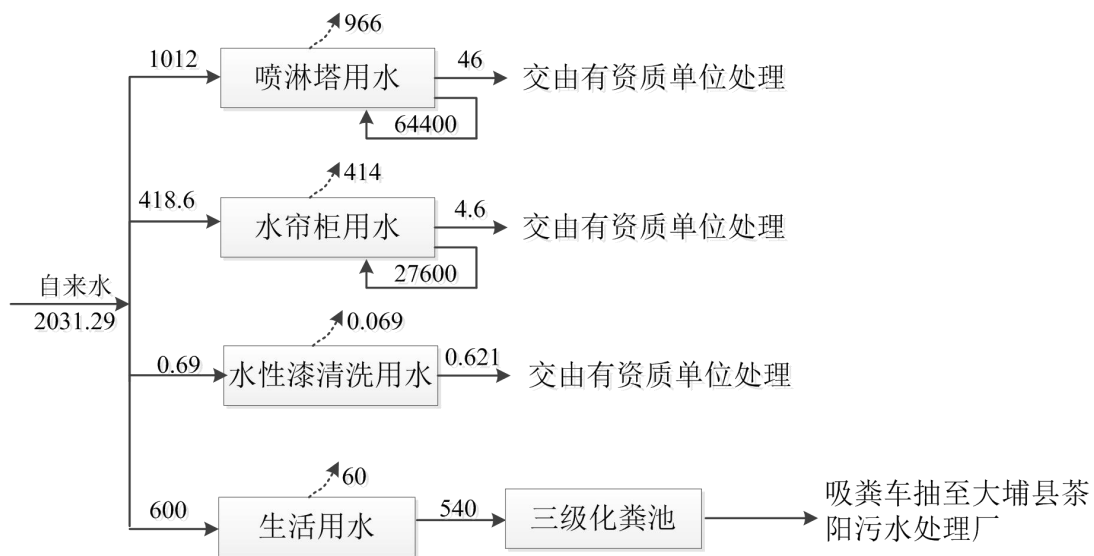 966
1012
喷淋塔用水
46
交由有资质单位处理
64400
414
418.6
水帘柜用水
4.6
交由有资质单位处理
27600
自来水
2031.29
0.069
0.69
水性漆清洗用水
0.621
交由有资质单位处理
60
600
生活用水
540
三级化粪池
吸粪车抽至大埔县茶
阳污水处理厂